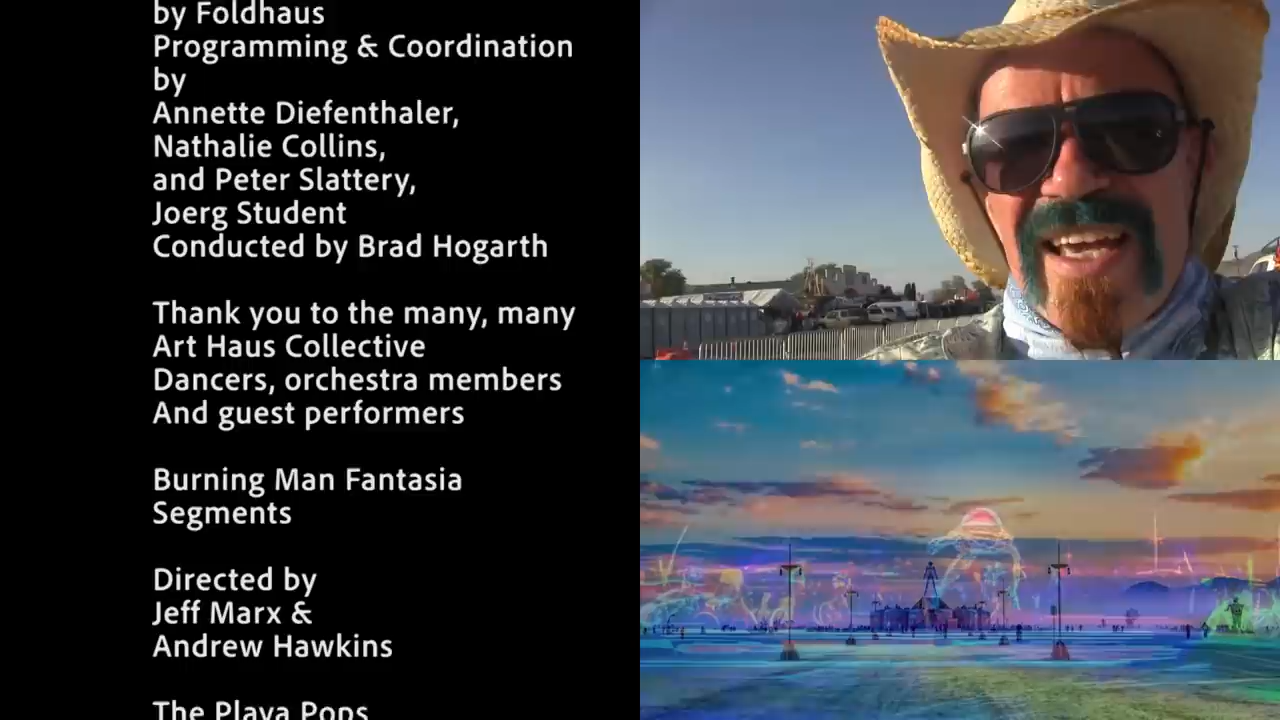 by Foldhaus
Programming & Coordination
by
Annette Diefenthaler,
Nathalie Collins,
and Peter Slattery,
Joerg Student
Conducted by Brad Hogarth
Thank you to the many, many
Art Haus Collective
Dancers, orchestra members
And guest performers
Burning Man Fantasia
Segments
Directed by
Jeff Marx &
Andrew Hawkins
The Playa Pops